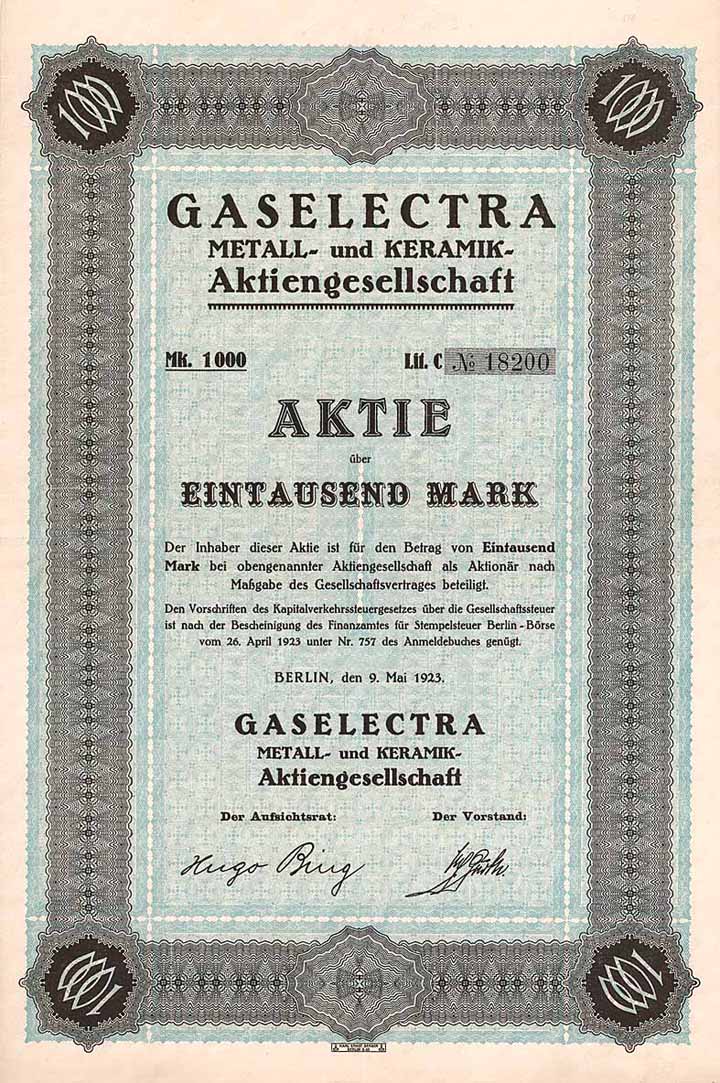 1000 1000
GASELECTRA
METALL- und KERAMIK-
Aktiengesellschaft
Mk. 1000 Lit. C № 18200
AKTIE
über
EINTAUSEND MARK
Der Inhaber dieser Aktie ist für den Betrag von Eintausend
Mark bei obengenannter Aktiengesellschaft als Aktionär nach
Maßgabe des Gesellschaftsvertrages beteiligt.
Den Vorschriften des Kapitalverkehrssteuergesetzes über die Gesellschaftssteuer
ist nach der Bescheinigung des Finanzamtes für Stempelsteuer Berlin-Börse
vom 26. April 1923 unter Nr. 757 des Anmeldebuches genügt.
BERLIN, den 9. Mai 1923.
GASELECTRA
METALL- und KERAMIK-
Aktiengesellschaft
Der Aufsichtsrat: Der Vorstand:
Hugo Bing
1000 1000